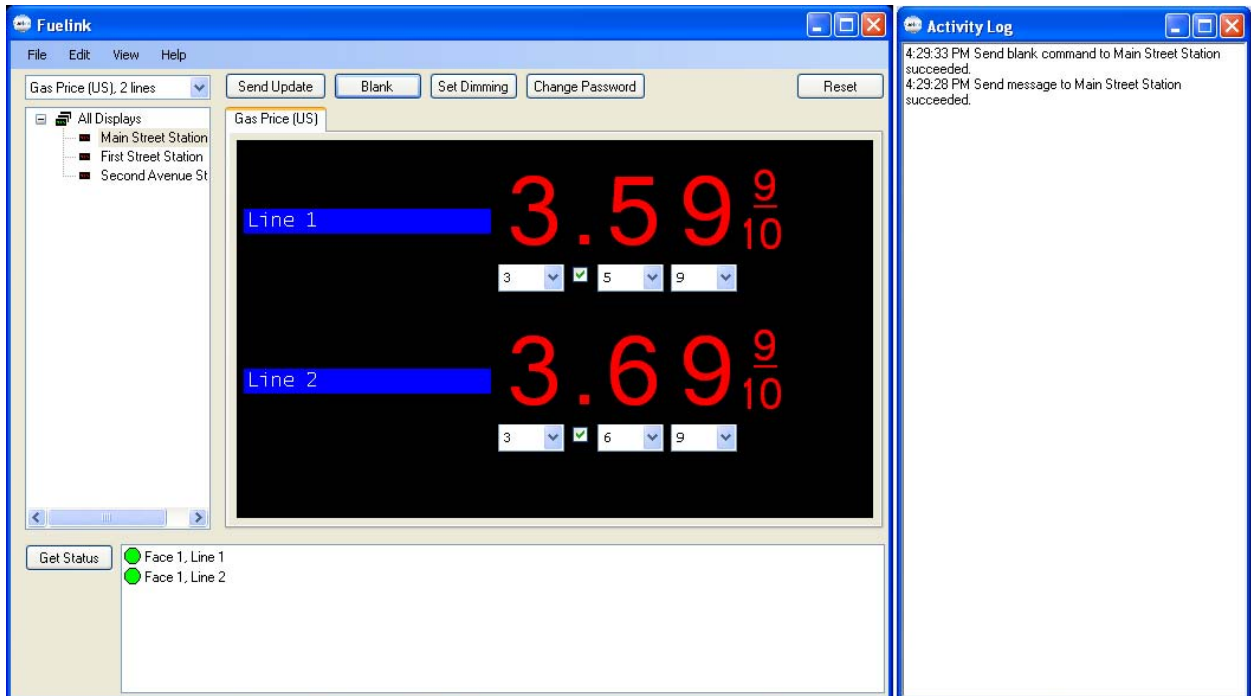 Fuelink
File Edit View Help
Gas Price (US), 2 lines
Send Update Blank Set Dimming Change Password Reset
All Displays
Main Street Station
First Street Station
Second Avenue St
Gas Price (US)
Line 1
3.59 9/10
3 5 9
Line 2
3.69 9/10
3 6 9
Get Status
Face 1, Line 1
Face 1, Line 2
Activity Log
4:29:33 PM Send blank command to Main Street Station
succeeded.
4:29:28 PM Send message to Main Street Station
succeeded.